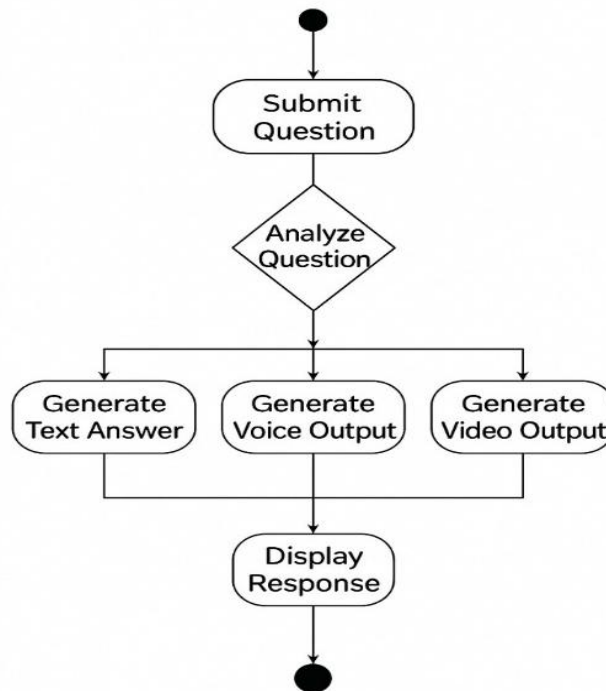 Submit
Question
Analyze
Question
Generate
Text Answer
Generate
Voice Output
Generate
Video Output
Display
Response